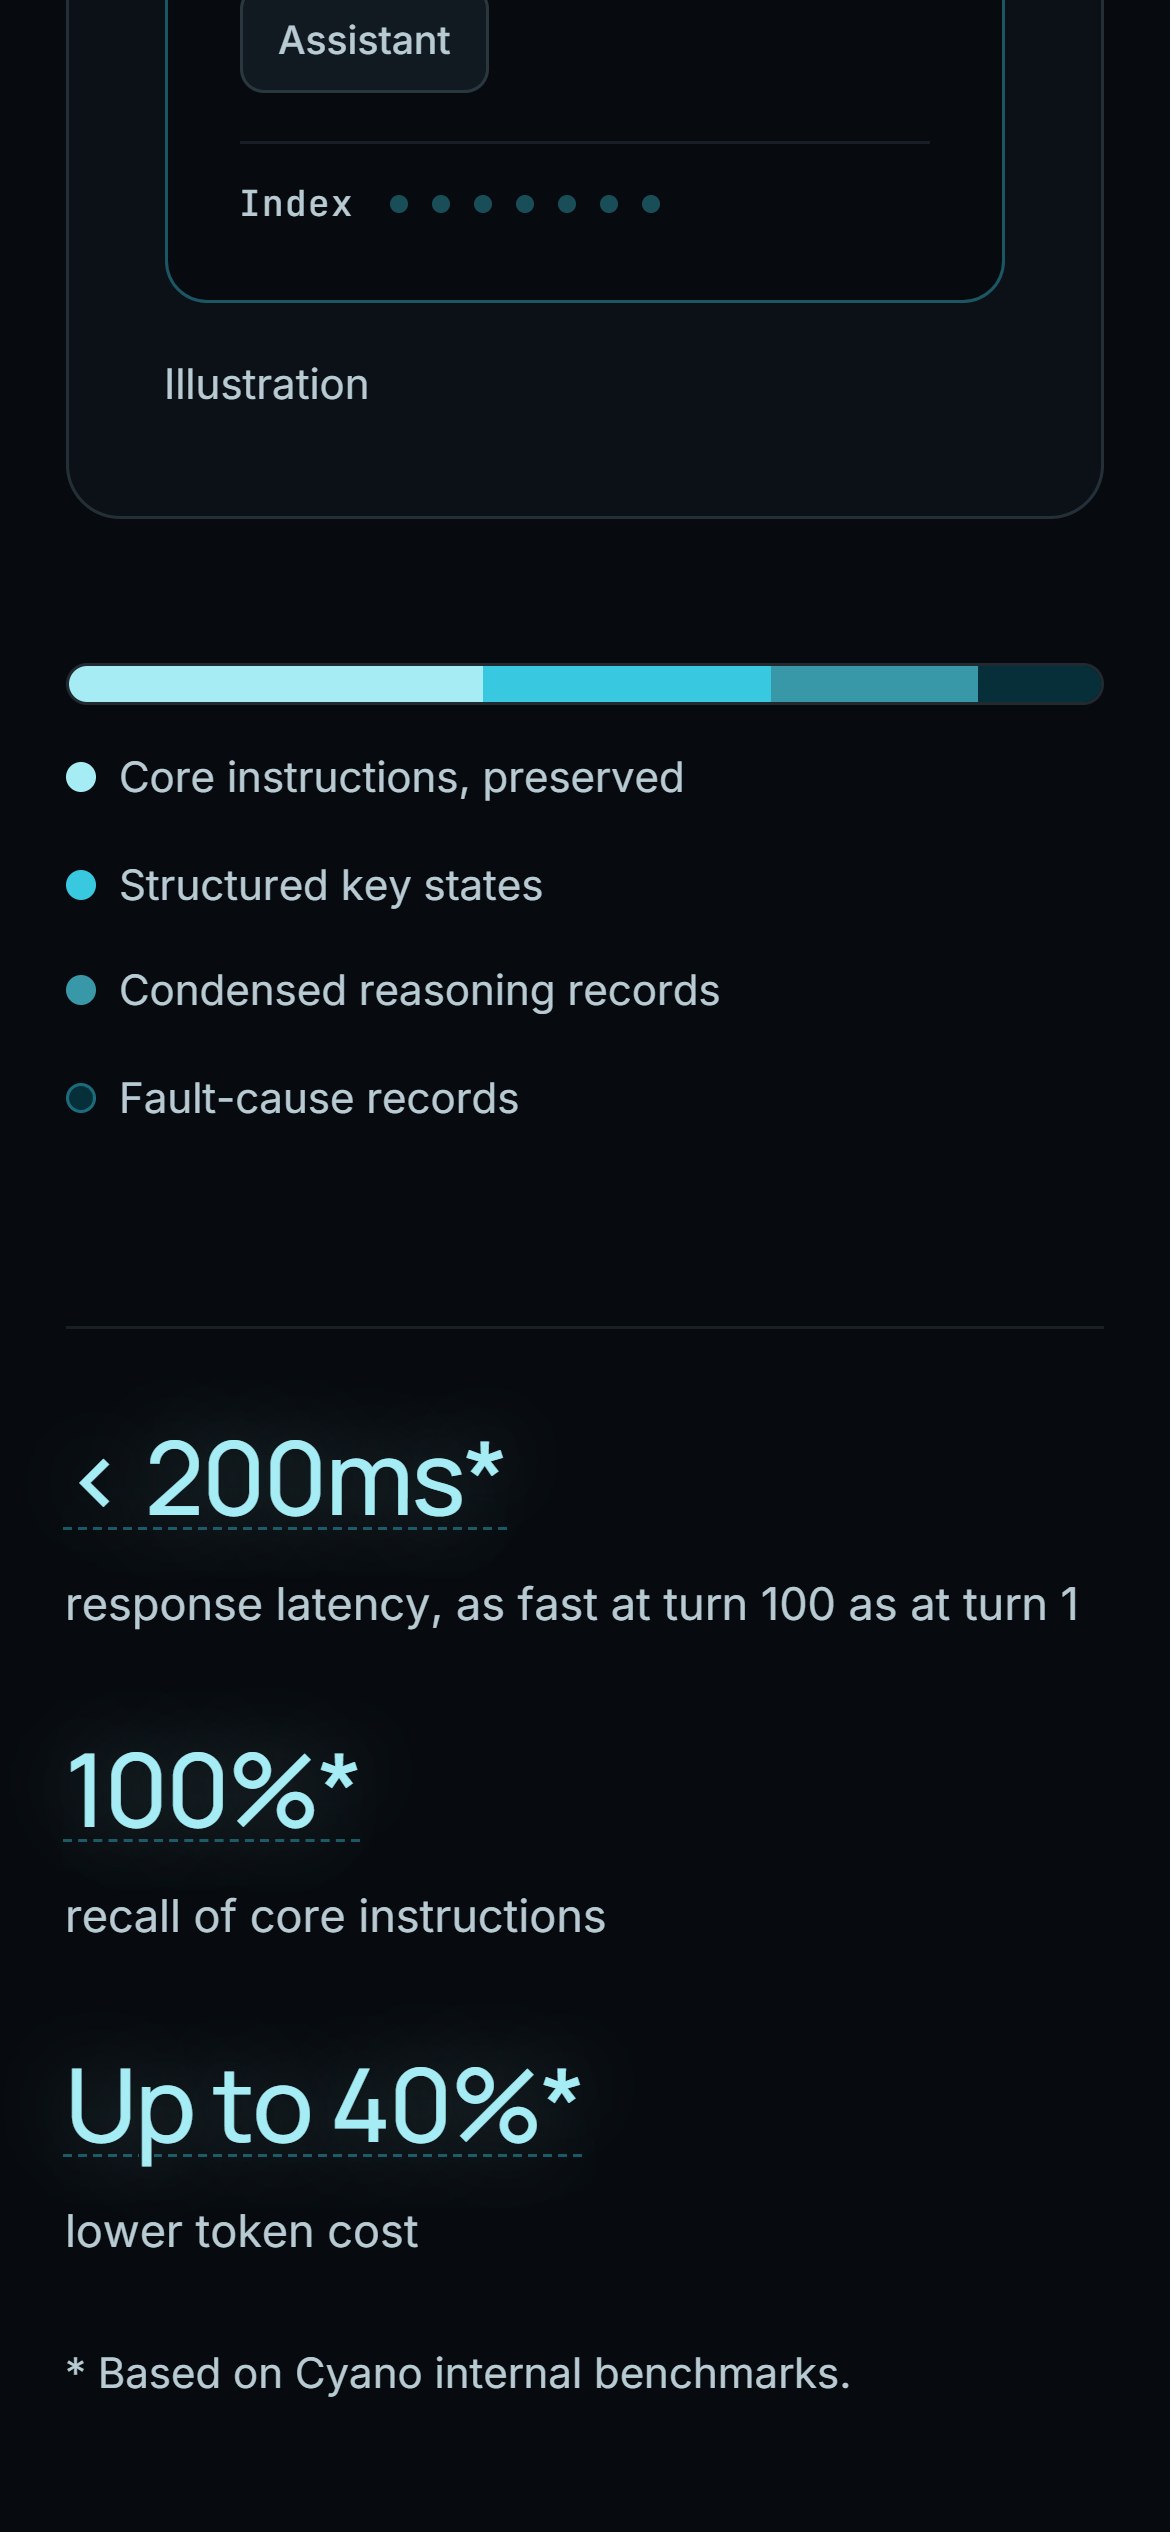 Assistant
Index
Illustration
Core instructions, preserved
Structured key states
Condensed reasoning records
Fault-cause records
< 200ms*
response latency, as fast at turn 100 as at turn 1
100%*
recall of core instructions
Up to 40%*
lower token cost
* Based on Cyano internal benchmarks.